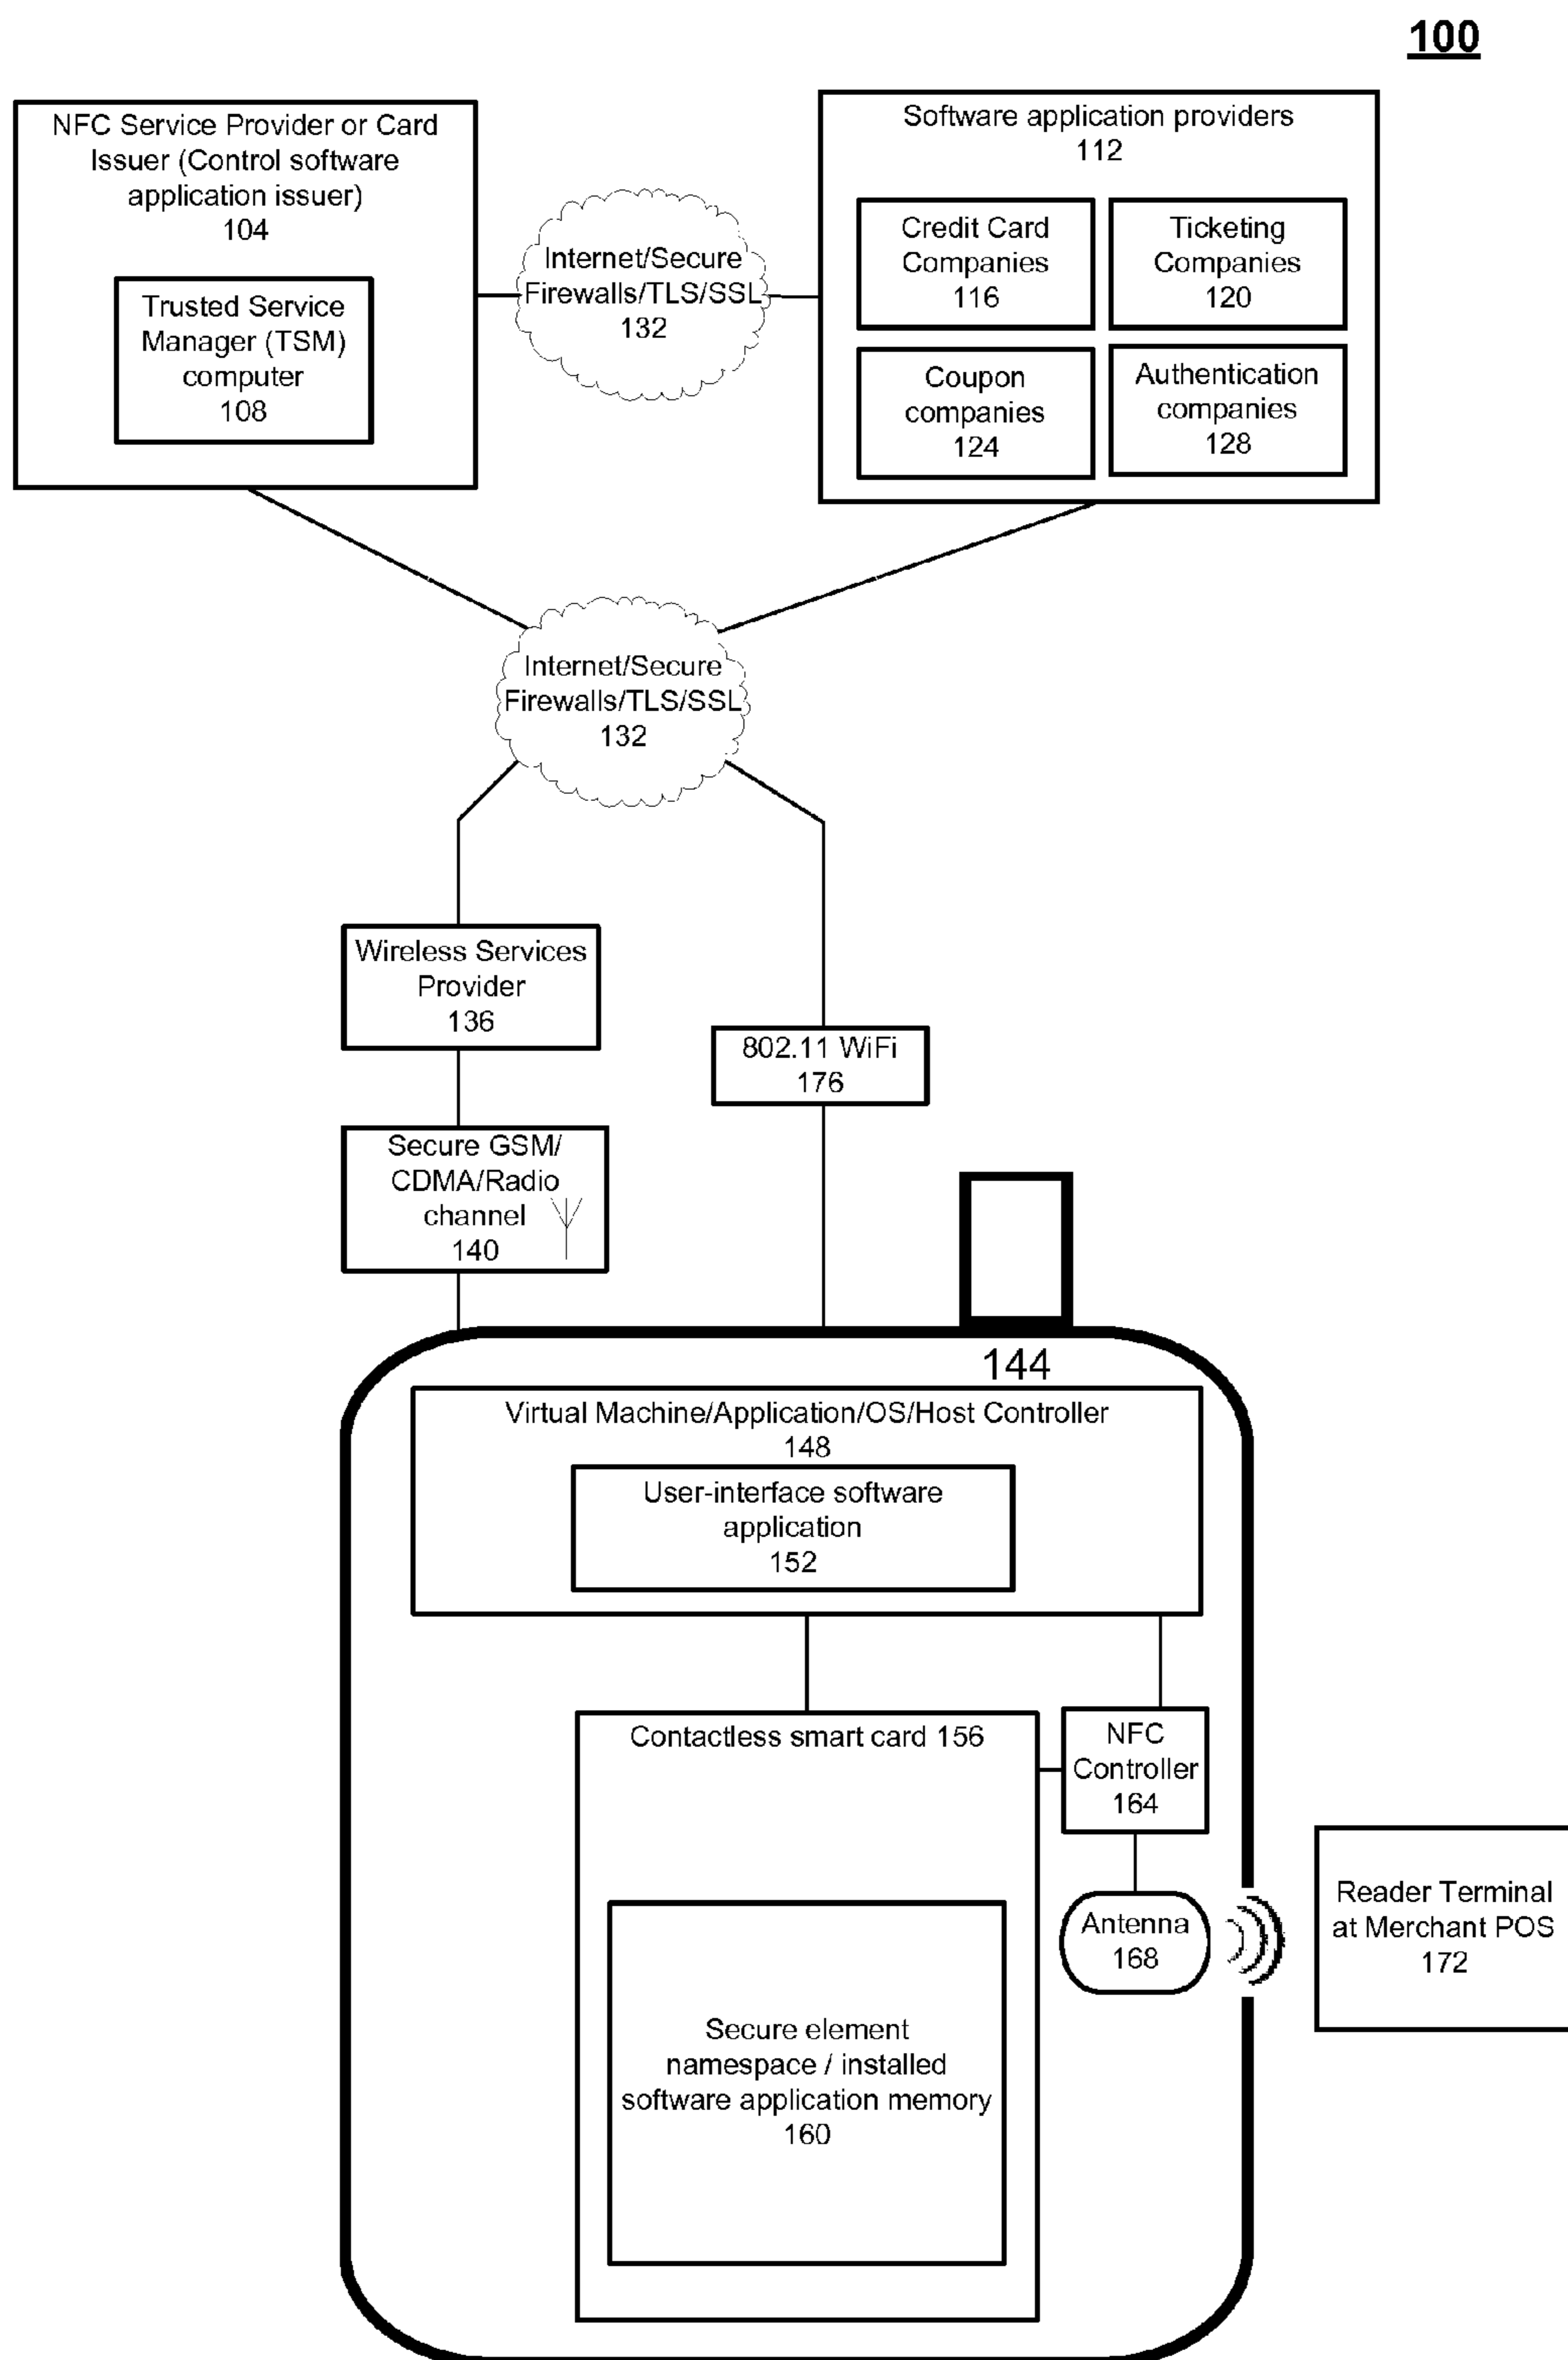 100
NFC Service Provider or Card
Issuer (Control software
application issuer)
104
Trusted Service
Manager (TSM)
computer
108
Internet/Secure
Firewalls/TLS/SSL
132
Software application providers
112
Credit Card
Companies
116
Ticketing
Companies
120
Coupon
companies
124
Authentication
companies
128
Internet/Secure
Firewalls/TLS/SSL
132
Wireless Services
Provider
136
802.11 WiFi
176
Secure GSM/
CDMA/Radio
channel
140
144
Virtual Machine/Application/OS/Host Controller
148
User-interface software
application
152
Contactless smart card 156
NFC
Controller
164
Antenna
168
Reader Terminal
at Merchant POS
172
Secure element
namespace / installed
software application memory
160